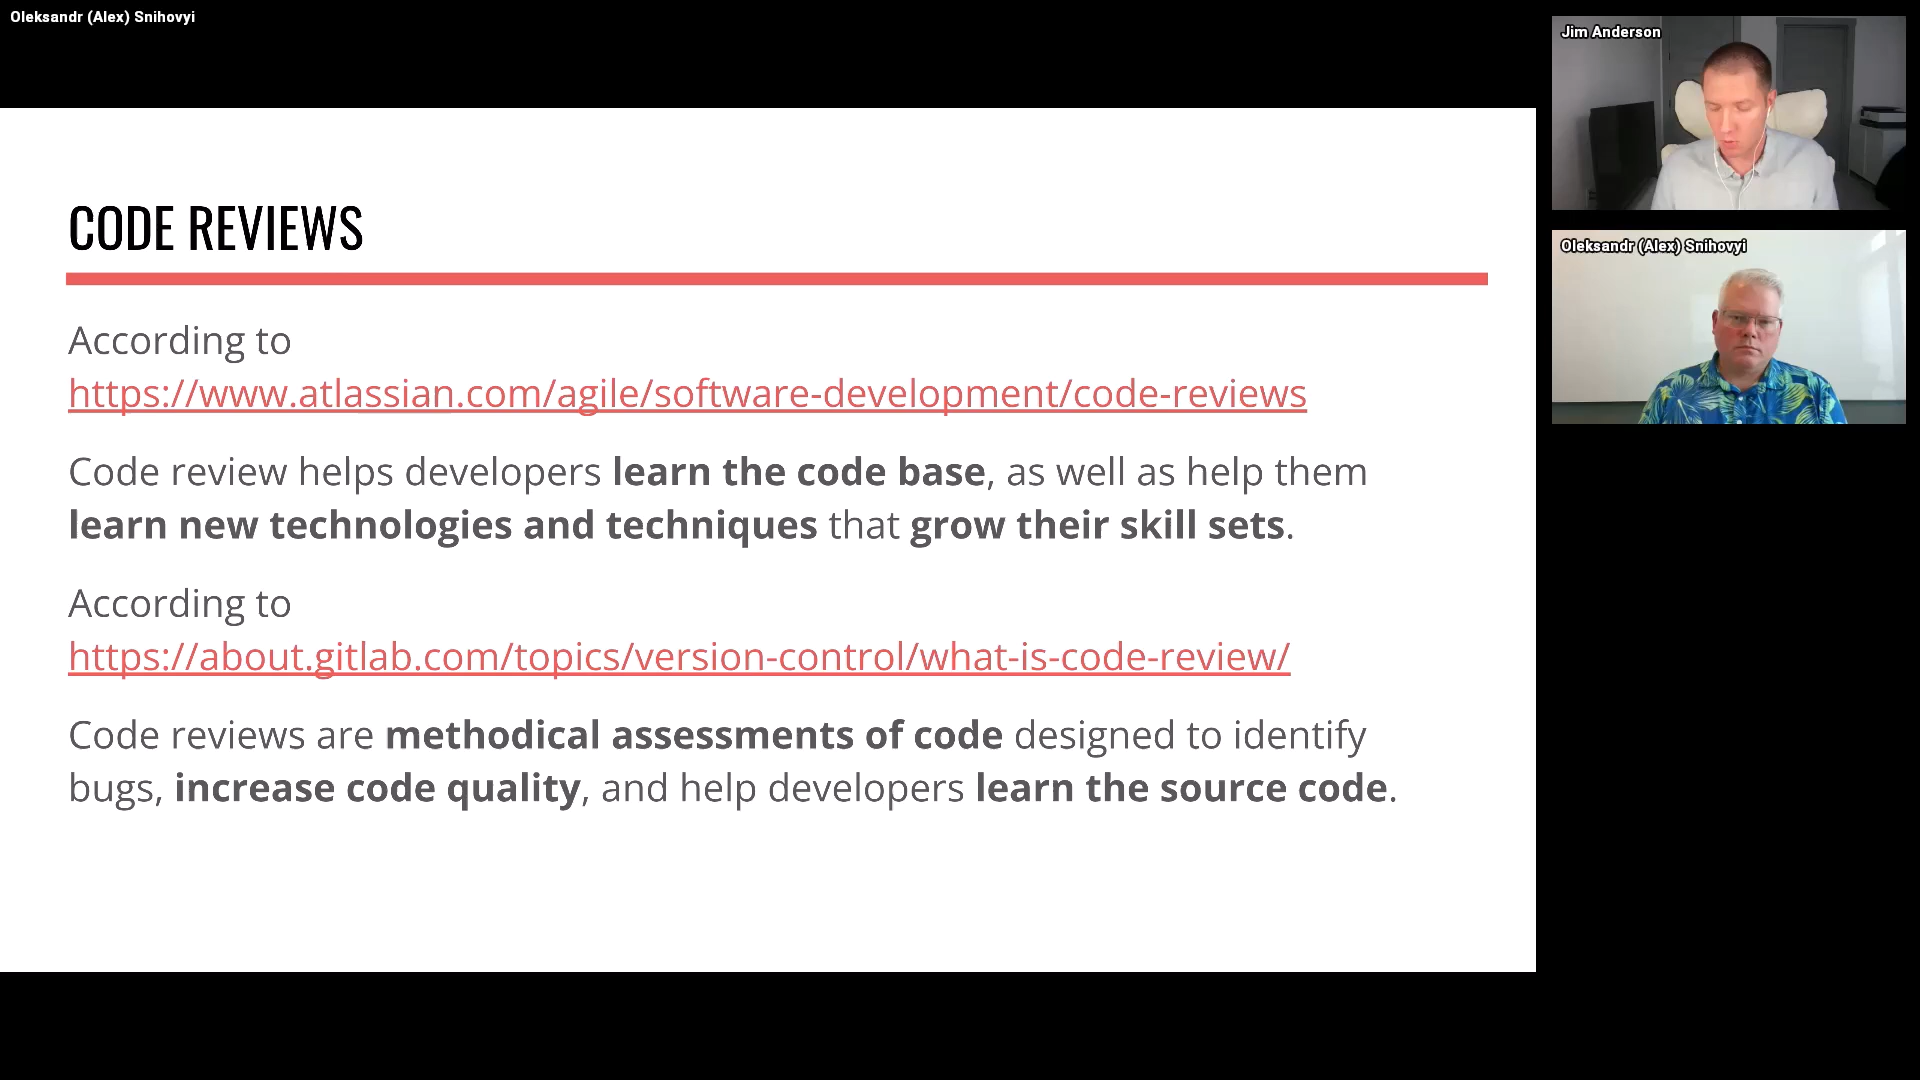 Oleksandr (Alex) Snihovyi
Jim Anderson
Oleksandr (Alex) Snihovyi
CODE REVIEWS
According to
https://www.atlassian.com/agile/software-development/code-reviews
Code review helps developers learn the code base, as well as help them
learn new technologies and techniques that grow their skill sets.
According to
https://about.gitlab.com/topics/version-control/what-is-code-review/
Code reviews are methodical assessments of code designed to identify
bugs, increase code quality, and help developers learn the source code.